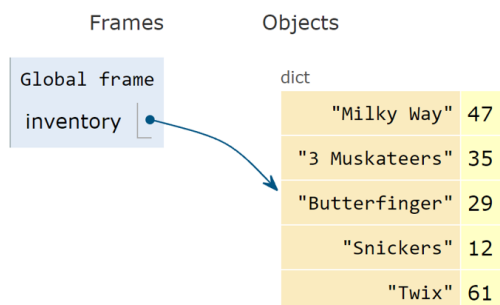 Frames Objects
Global frame
inventory
dict
"Milky Way" 47
"3 Muskateers" 35
"Butterfinger" 29
"Snickers" 12
"Twix" 61